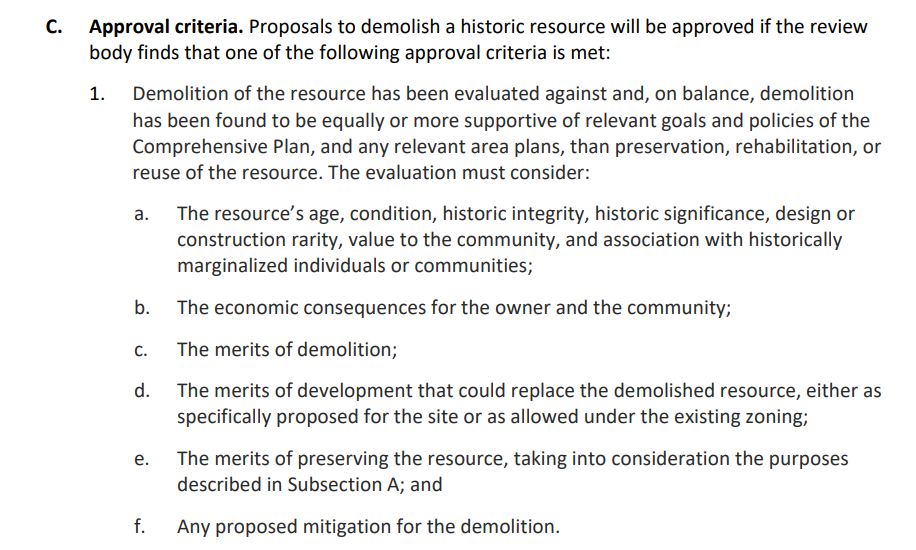 C. Approval criteria. Proposals to demolish a historic resource will be approved if the review
body finds that one of the following approval criteria is met:
1. Demolition of the resource has been evaluated against and, on balance, demolition
has been found to be equally or more supportive of relevant goals and policies of the
Comprehensive Plan, and any relevant area plans, than preservation, rehabilitation, or
reuse of the resource. The evaluation must consider:
a. The resource’s age, condition, historic integrity, historic significance, design or
construction rarity, value to the community, and association with historically
marginalized individuals or communities;
b. The economic consequences for the owner and the community;
c. The merits of demolition;
d. The merits of development that could replace the demolished resource, either as
specifically proposed for the site or as allowed under the existing zoning;
e. The merits of preserving the resource, taking into consideration the purposes
described in Subsection A; and
f. Any proposed mitigation for the demolition.